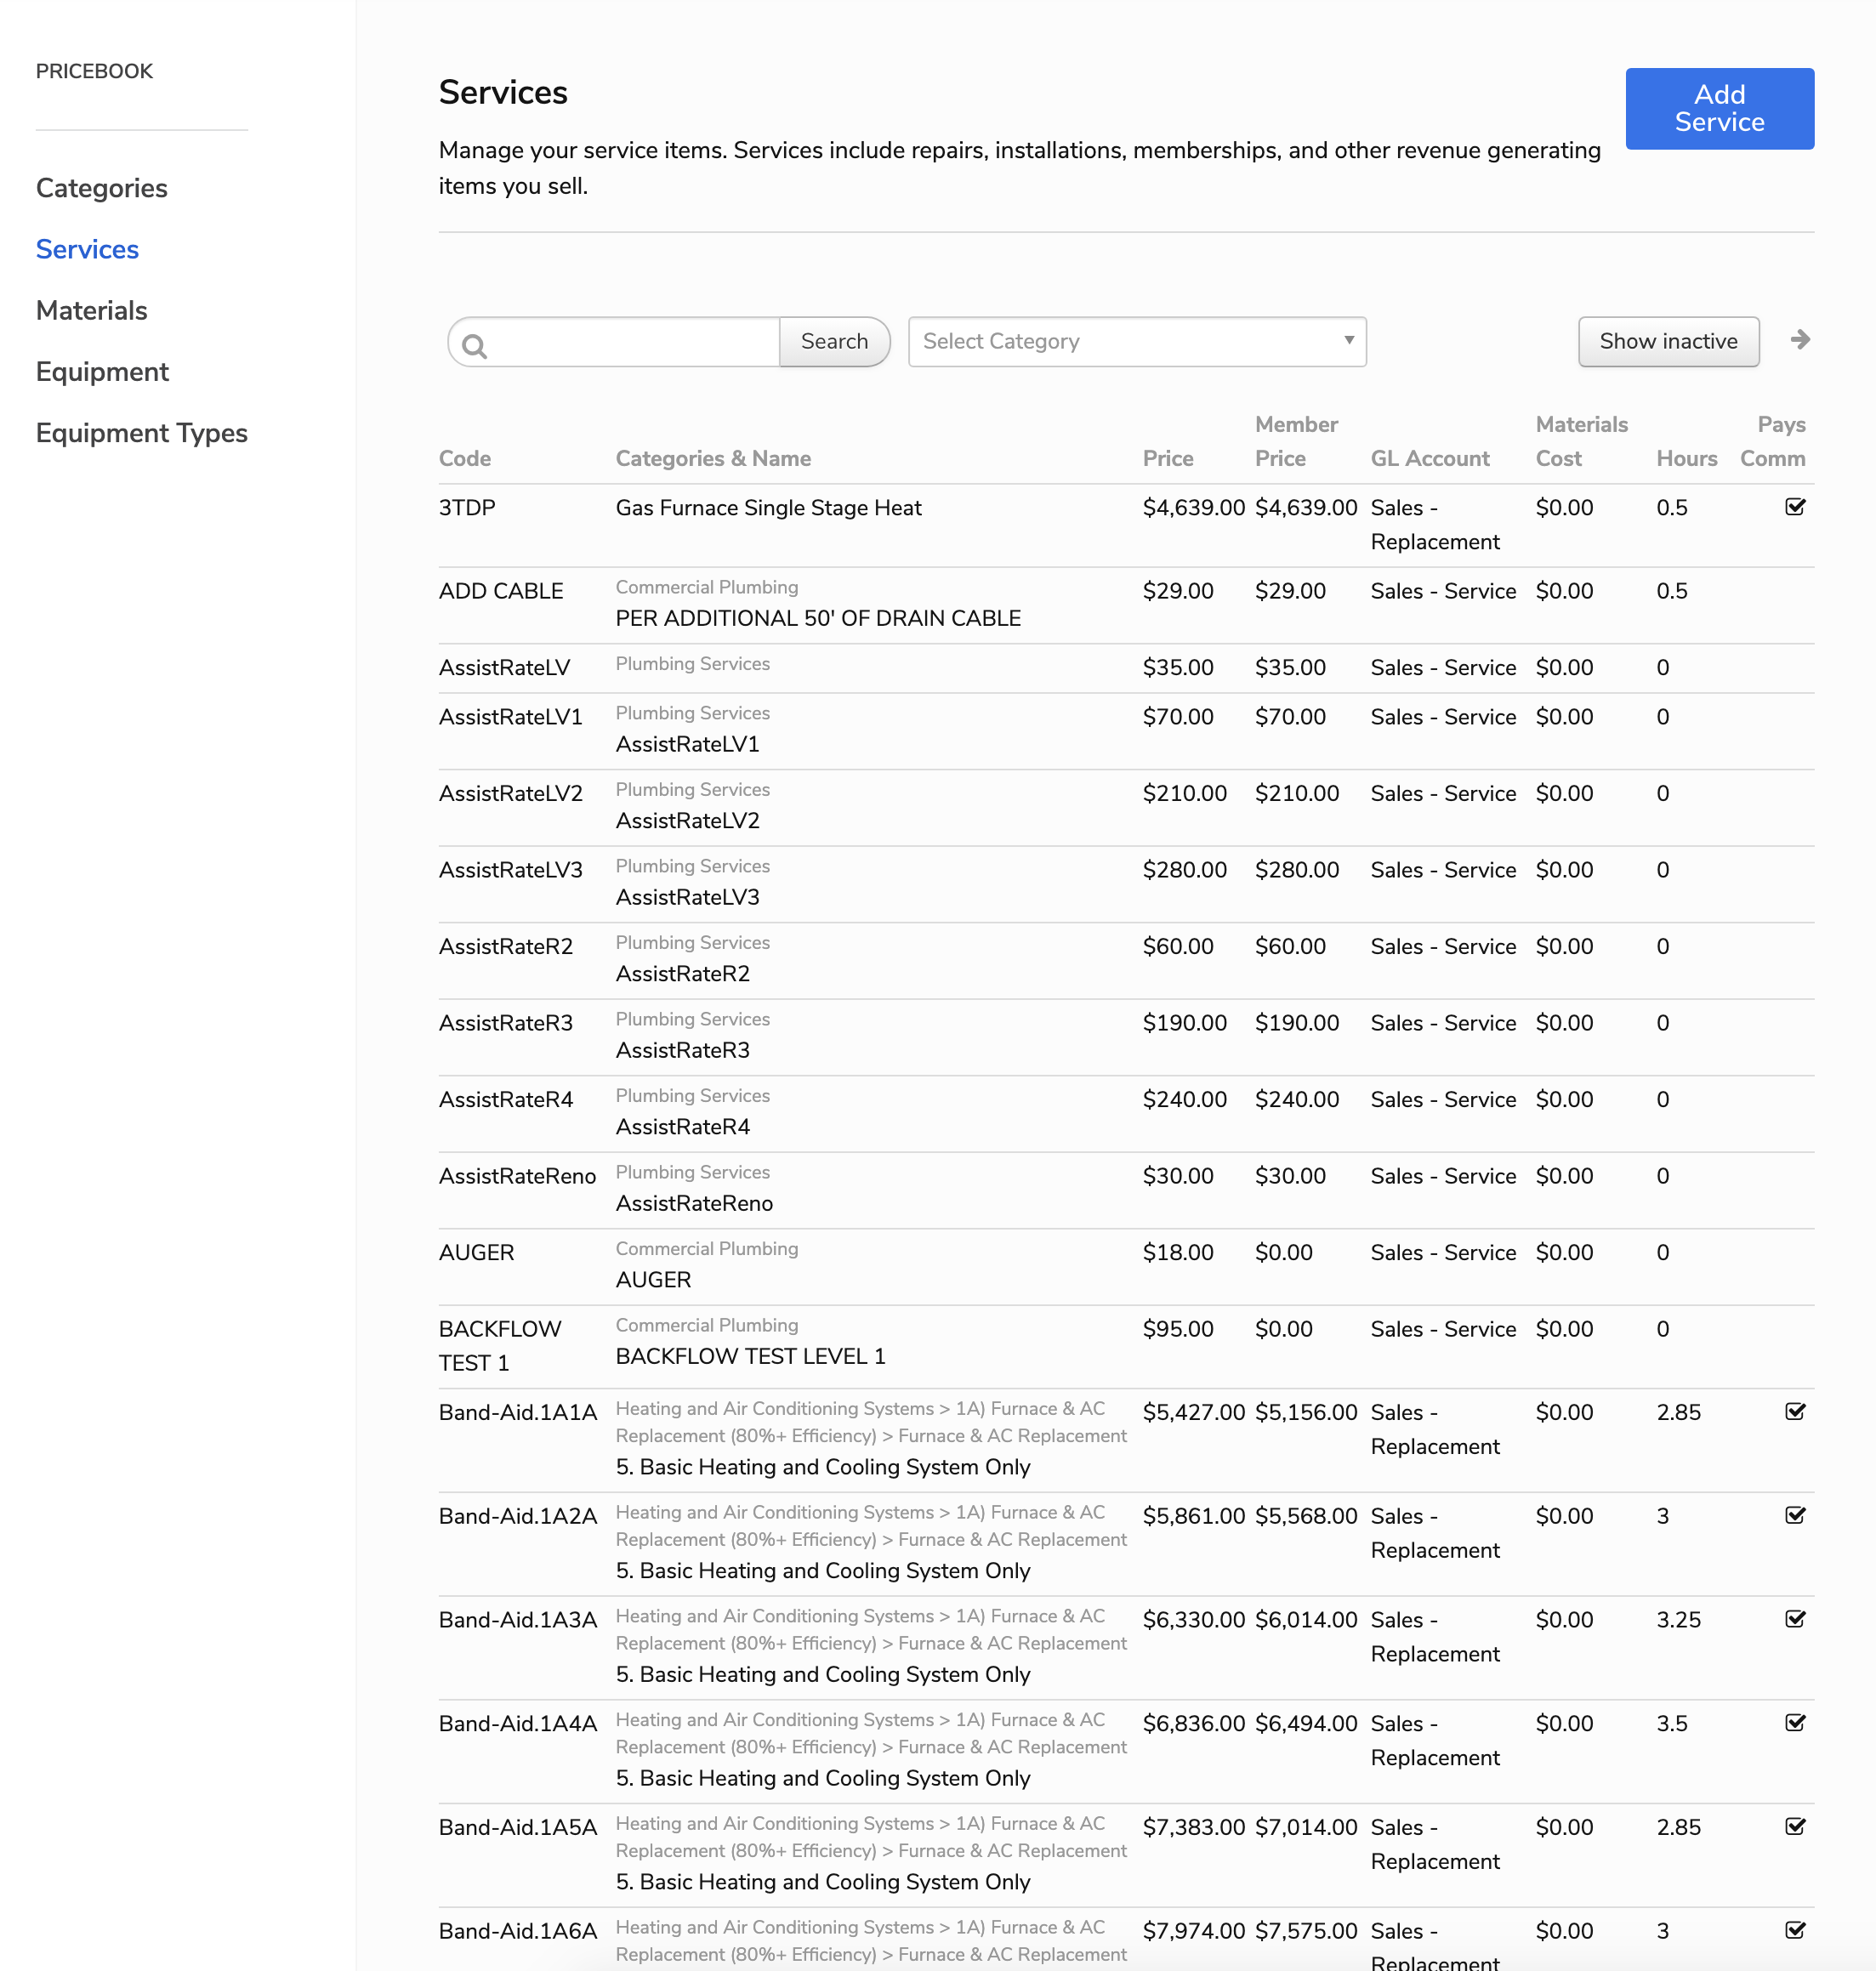 PRICEBOOK
Categories
Services
Materials
Equipment
Equipment Types
Services
Add
Service
Manage your service items. Services include repairs, installations, memberships, and other revenue generating
items you sell.
Search
Select Category
Show inactive
Code Categories & Name Price Member Price GL Account Materials Cost Hours Pays Comm
3TDP Gas Furnace Single Stage Heat $4,639.00 $4,639.00 Sales - $0.00 0.5
Replacement
ADD CABLE Commercial Plumbing $29.00 $29.00 Sales - Service $0.00 0.5
PER ADDITIONAL 50' OF DRAIN CABLE
AssistRateLV Plumbing Services $35.00 $35.00 Sales - Service $0.00 0
AssistRateLV1 Plumbing Services $70.00 $70.00 Sales - Service $0.00 0
AssistRateLV1
AssistRateLV2 Plumbing Services $210.00 $210.00 Sales - Service $0.00 0
AssistRateLV2
AssistRateLV3 Plumbing Services $280.00 $280.00 Sales - Service $0.00 0
AssistRateLV3
AssistRateR2 Plumbing Services $60.00 $60.00 Sales - Service $0.00 0
AssistRateR2
AssistRateR3 Plumbing Services $190.00 $190.00 Sales - Service $0.00 0
AssistRateR3
AssistRateR4 Plumbing Services $240.00 $240.00 Sales - Service $0.00 0
AssistRateR4
AssistRateReno Plumbing Services $30.00 $30.00 Sales - Service $0.00 0
AssistRateReno
AUGER Commercial Plumbing $18.00 $0.00 Sales - Service $0.00 0
AUGER
BACKFLOW Commercial Plumbing $95.00 $0.00 Sales - Service $0.00 0
TEST 1 BACKFLOW TEST LEVEL 1
Band-Aid.1A1A Heating and Air Conditioning Systems > 1A) Furnace & AC $5,427.00 $5,156.00 Sales - $0.00 2.85
Replacement (80%+ Efficiency) > Furnace & AC Replacement Replacement
5. Basic Heating and Cooling System Only
Band-Aid.1A2A Heating and Air Conditioning Systems > 1A) Furnace & AC $5,861.00 $5,568.00 Sales - $0.00 3
Replacement (80%+ Efficiency) > Furnace & AC Replacement Replacement
5. Basic Heating and Cooling System Only
Band-Aid.1A3A Heating and Air Conditioning Systems > 1A) Furnace & AC $6,330.00 $6,014.00 Sales - $0.00 3.25
Replacement (80%+ Efficiency) > Furnace & AC Replacement Replacement
5. Basic Heating and Cooling System Only
Band-Aid.1A4A Heating and Air Conditioning Systems > 1A) Furnace & AC $6,836.00 $6,494.00 Sales - $0.00 3.5
Replacement (80%+ Efficiency) > Furnace & AC Replacement Replacement
5. Basic Heating and Cooling System Only
Band-Aid.1A5A Heating and Air Conditioning Systems > 1A) Furnace & AC $7,383.00 $7,014.00 Sales - $0.00 2.85
Replacement (80%+ Efficiency) > Furnace & AC Replacement Replacement
5. Basic Heating and Cooling System Only
Band-Aid.1A6A Heating and Air Conditioning Systems > 1A) Furnace & AC $7,974.00 $7,575.00 Sales - $0.00 3
Replacement (80%+ Efficiency) > Furnace & AC Replacement Replacement